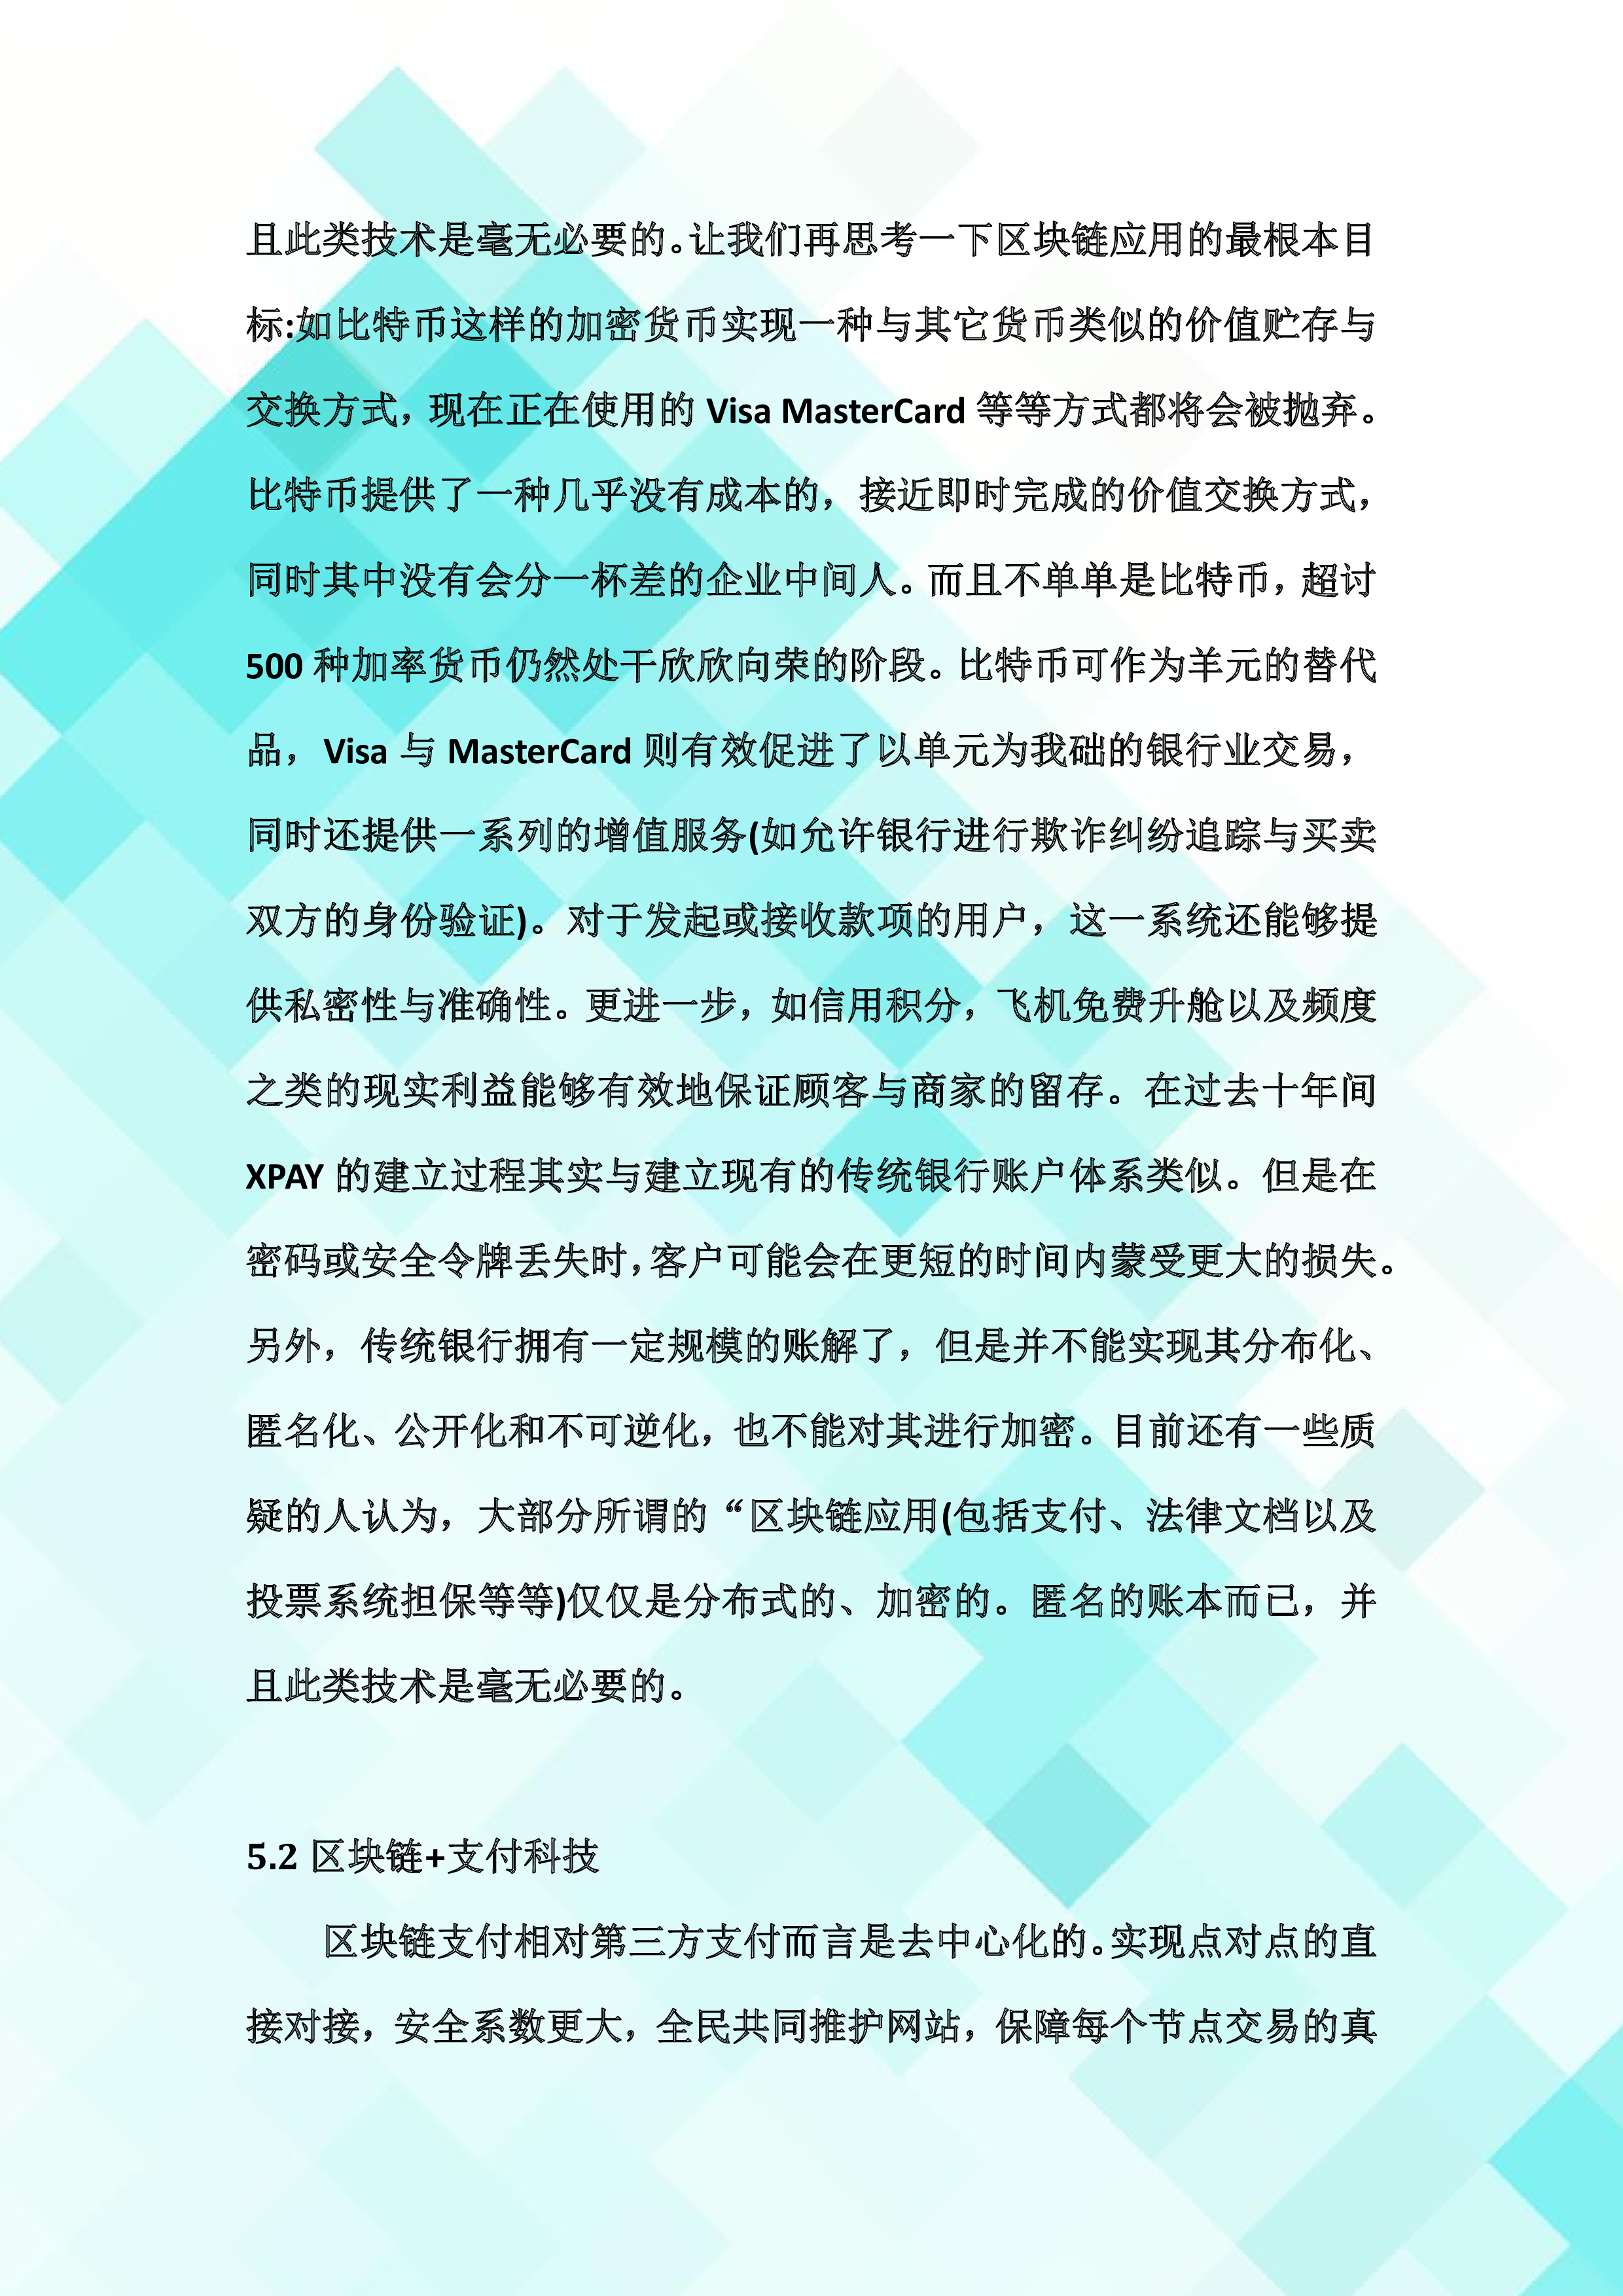 且此类技术是毫无必要的。让我们再思考一下区块链应用的最根本目
标:如比特币这样的加密货币实现一种与其它货币类似的价值贮存与
交换方式，现在正在使用的 Visa MasterCard 等等方式都将会被抛弃。
比特币提供了一种几乎没有成本的，接近即时完成的价值交换方式，
同时其中没有会分一杯差的企业中间人。而且不单单是比特币，超讨
500 种加率货币仍然处干欣欣向荣的阶段。比特币可作为羊元的替代
品，Visa 与 MasterCard 则有效促进了以单元为我础的银行业交易，
同时还提供一系列的增值服务(如允许银行进行欺诈纠纷追踪与买卖
双方的身份验证)。对于发起或接收款项的用户，这一系统还能够提
供私密性与准确性。更进一步，如信用积分，飞机免费升舱以及频度
之类的现实利益能够有效地保证顾客与商家的留存。在过去十年间
XPAY 的建立过程其实与建立现有的传统银行账户体系类似。但是在
密码或安全令牌丢失时，客户可能会在更短的时间内蒙受更大的损失。
另外，传统银行拥有一定规模的账解了，但是并不能实现其分布化、
匿名化、公开化和不可逆化，也不能对其进行加密。目前还有一些质
疑的人认为，大部分所谓的“区块链应用(包括支付、法律文档以及
投票系统担保等等)仅仅是分布式的、加密的。匿名的账本而已，并
且此类技术是毫无必要的。
5.2 区块链+支付科技
区块链支付相对第三方支付而言是去中心化的。实现点对点的直
接对接，安全系数更大，全民共同推护网站，保障每个节点交易的真